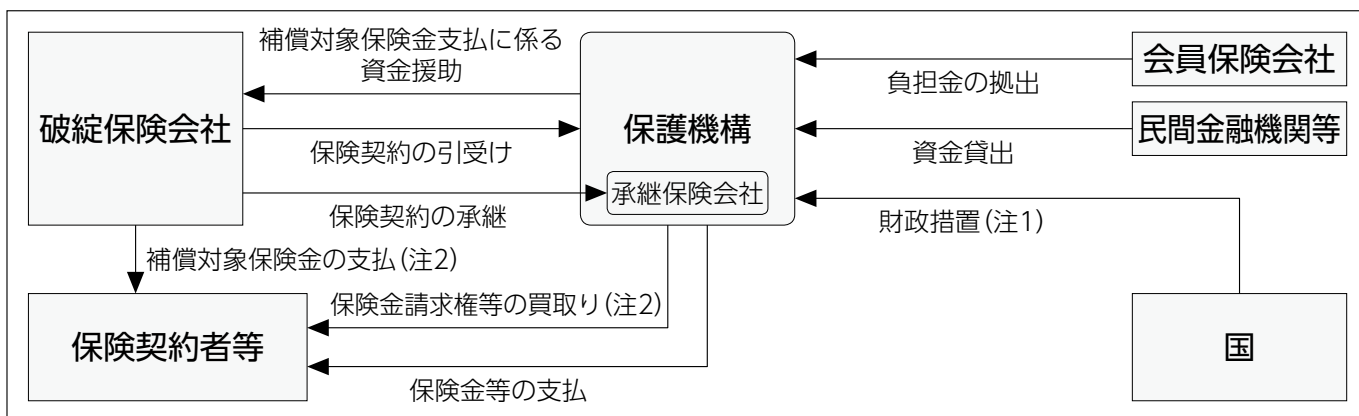 補償対象保険金支払に係る
資金援助
破綻保険会社
保険契約の引受け
保険契約の承継
保護機構
承継保険会社
会員保険会社
負担金の拠出
民間金融機関等
資金貸出
財政措置(注1)
補償対象保険金の支払(注2)
保険金請求権等の買取り(注2)
保険契約者等
保険金等の支払
国